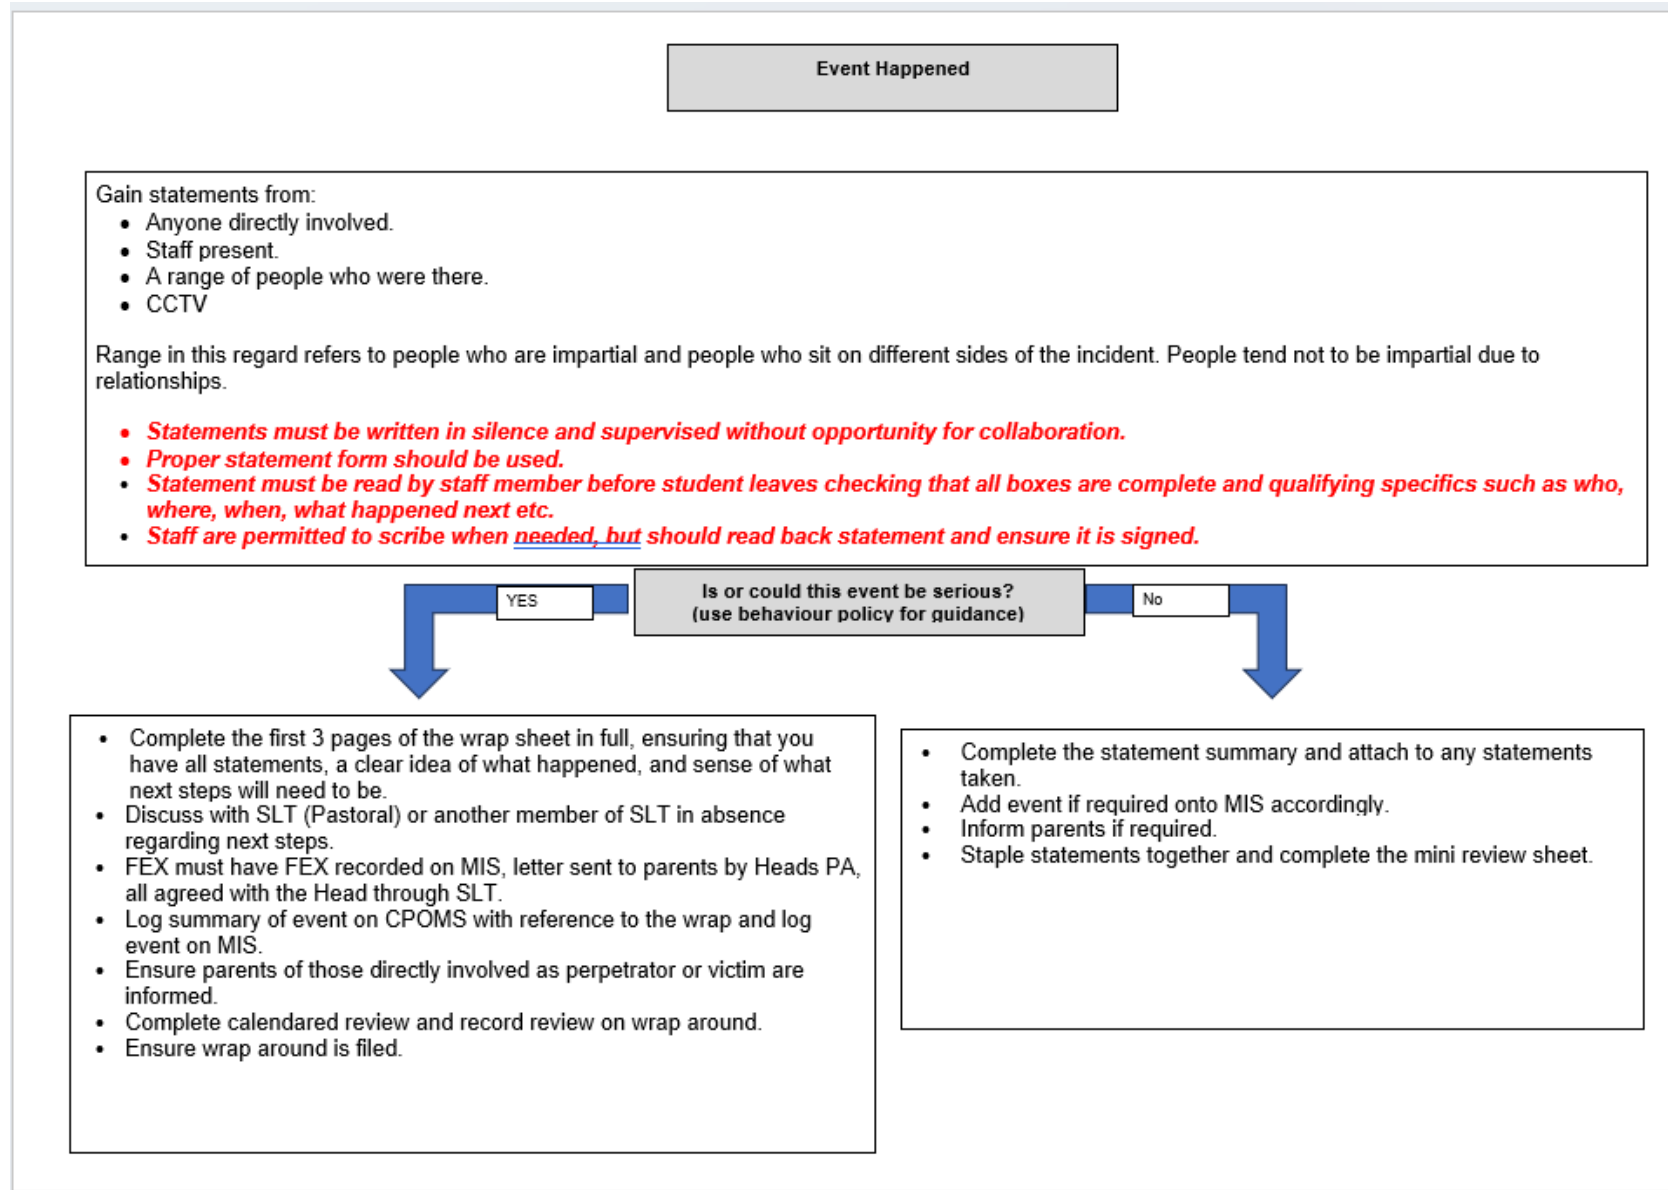 Event Happened
Gain statements from:
• Anyone directly involved.
• Staff present.
• A range of people who were there.
• CCTV
Range in this regard refers to people who are impartial and people who sit on different sides of the incident. People tend not to be impartial due to
relationships.
• Statements must be written in silence and supervised without opportunity for collaboration.
• Proper statement form should be used.
• Statement must be read by staff member before student leaves checking that all boxes are complete and qualifying specifics such as who,
where, when, what happened next etc.
• Staff are permitted to scribe when needed, but should read back statement and ensure it is signed.
YES
Is or could this event be serious?
(use behaviour policy for guidance)
No
• Complete the first 3 pages of the wrap sheet in full, ensuring that you
have all statements, a clear idea of what happened, and sense of what
next steps will need to be.
• Discuss with SLT (Pastoral) or another member of SLT in absence
regarding next steps.
• FEX must have FEX recorded on MIS, letter sent to parents by Heads PA,
all agreed with the Head through SLT.
• Log summary of event on CPOMS with reference to the wrap and log
event on MIS.
• Ensure parents of those directly involved as perpetrator or victim are
informed.
• Complete calendared review and record review on wrap around.
• Ensure wrap around is filed.
• Complete the statement summary and attach to any statements
taken.
• Add event if required onto MIS accordingly.
• Inform parents if required.
• Staple statements together and complete the mini review sheet.